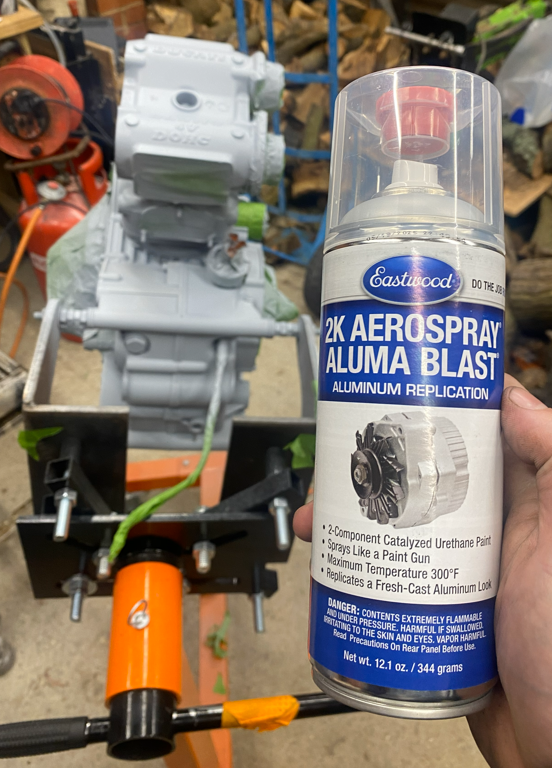 DUCATI
DOHC
Eastwood
DO THE JOB
2K AEROSPRAY®
ALUMA BLAST®
ALUMINUM REPLICATION
• 2-Component Catalyzed Urethane Paint
• Sprays Like a Paint Gun
• Maximum Temperature 300°F
• Replicates a Fresh-Cast Aluminum Look
DANGER: CONTENTS EXTREMELY FLAMMABLE
AND UNDER PRESSURE. HARMFUL IF SWALLOWED.
IRRITATING TO THE SKIN AND EYES. VAPOR HARMFUL.
Read Precautions On Rear Panel Before Use.
Net wt. 12.1 oz. / 344 grams